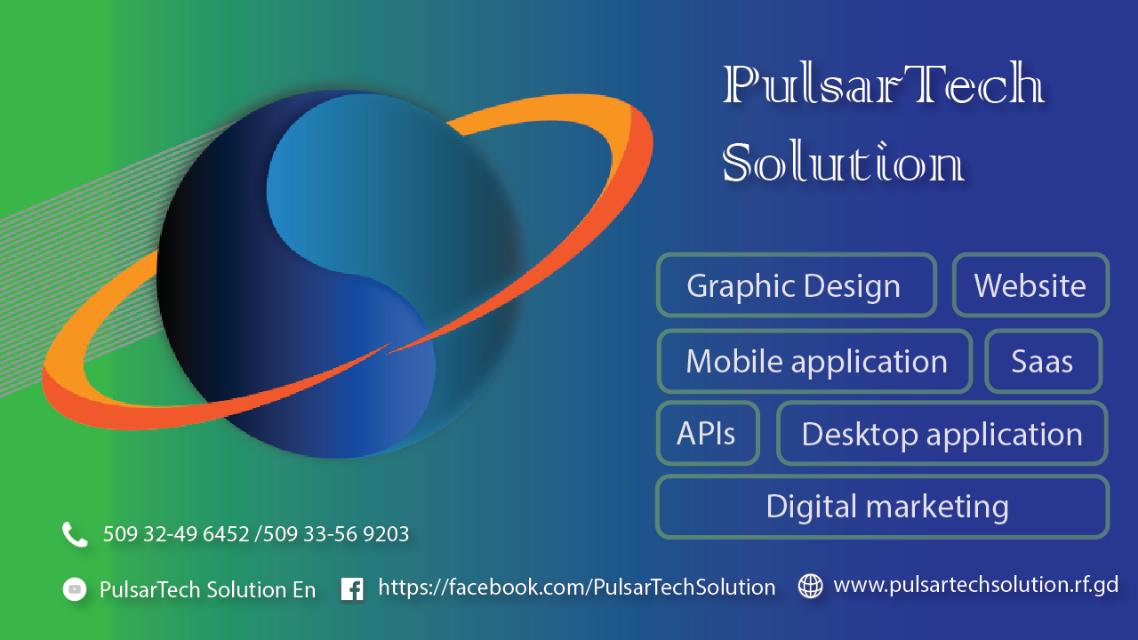 PulsarTech
Solution
Graphic Design
Website
Mobile application
Saas
APIs
Desktop application
Digital marketing
509 32-49 6452 /509 33-56 9203
PulsarTech Solution En
https://facebook.com/PulsarTechSolution
www.pulsartechsolution.rf.gd